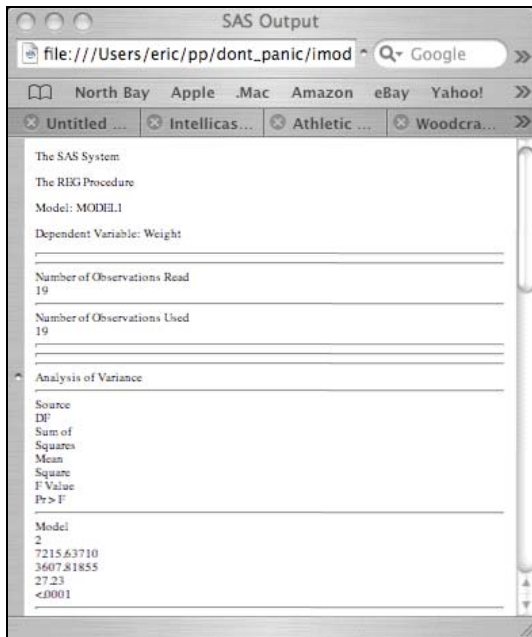 SAS Output
file:///Users/eric/pp/dont_panic/imod
Google
North Bay Apple .Mac Amazon eBay Yahoo!
Untitled ... Intellicas... Athletic ... Woodcra...
The SAS System
The REG Procedure
Model: MODEL1
Dependent Variable: Weight
Number of Observations Read
19
Number of Observations Used
19
Analysis of Variance
Source
DF
Sum of
Squares
Mean
Square
F Value
Pr > F
Model
2
7215.63710
3607.81855
27.23
<.0001